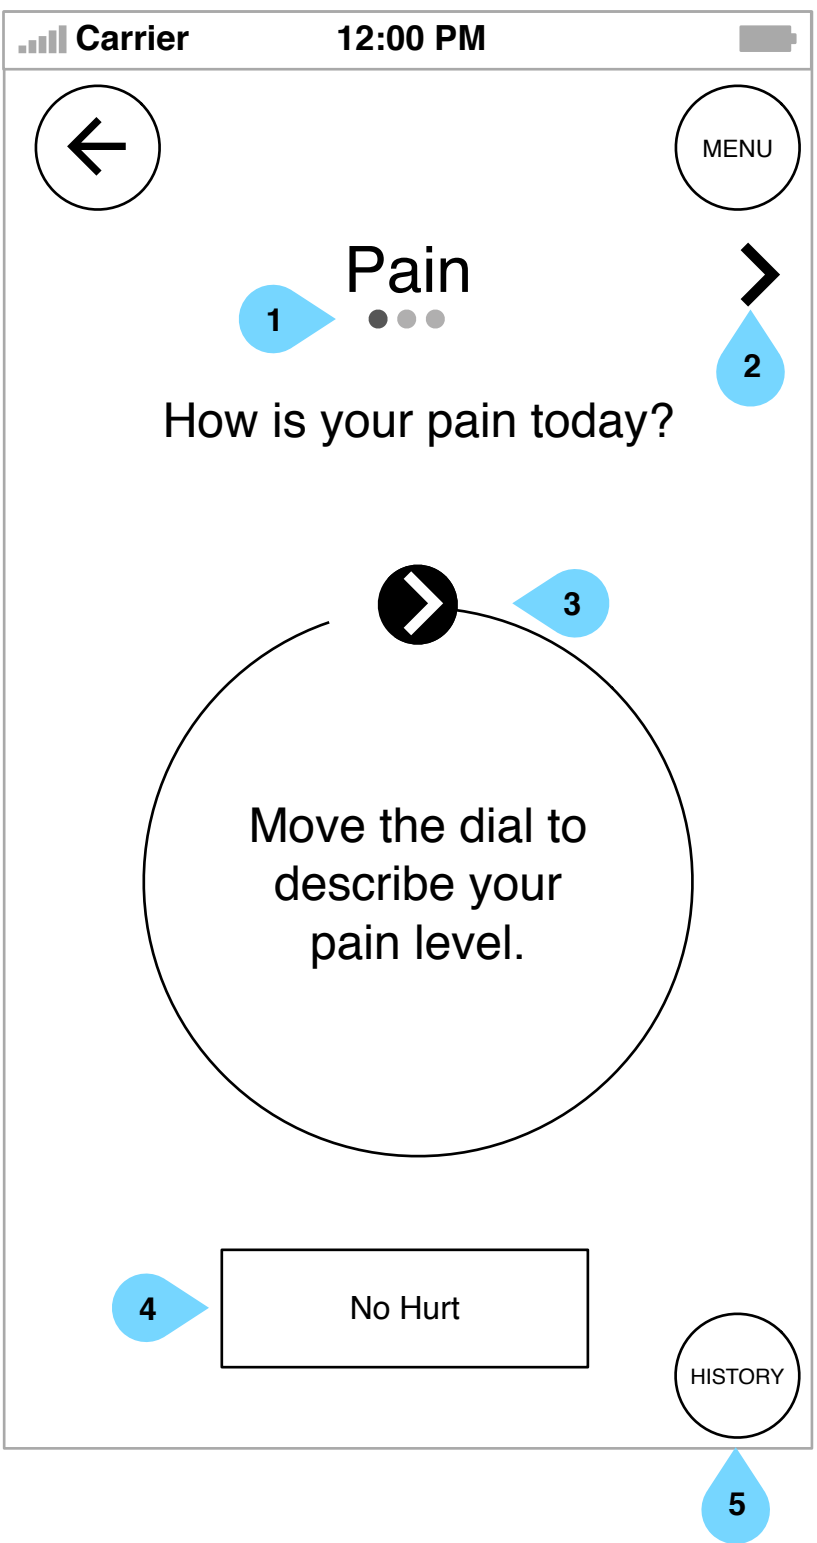 Carrier 12:00 PM
MENU
Pain
1
2
How is your pain today?
3
Move the dial to
describe your
pain level.
4
No Hurt
HISTORY
5